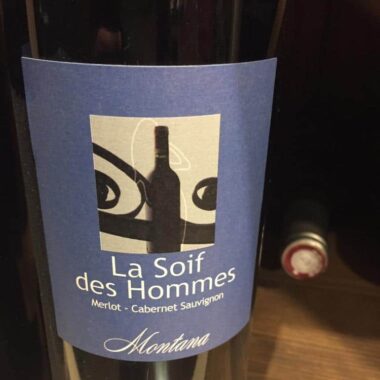 La Soif
des Hommes
Merlot - Cabernet Sauvignon
Montana